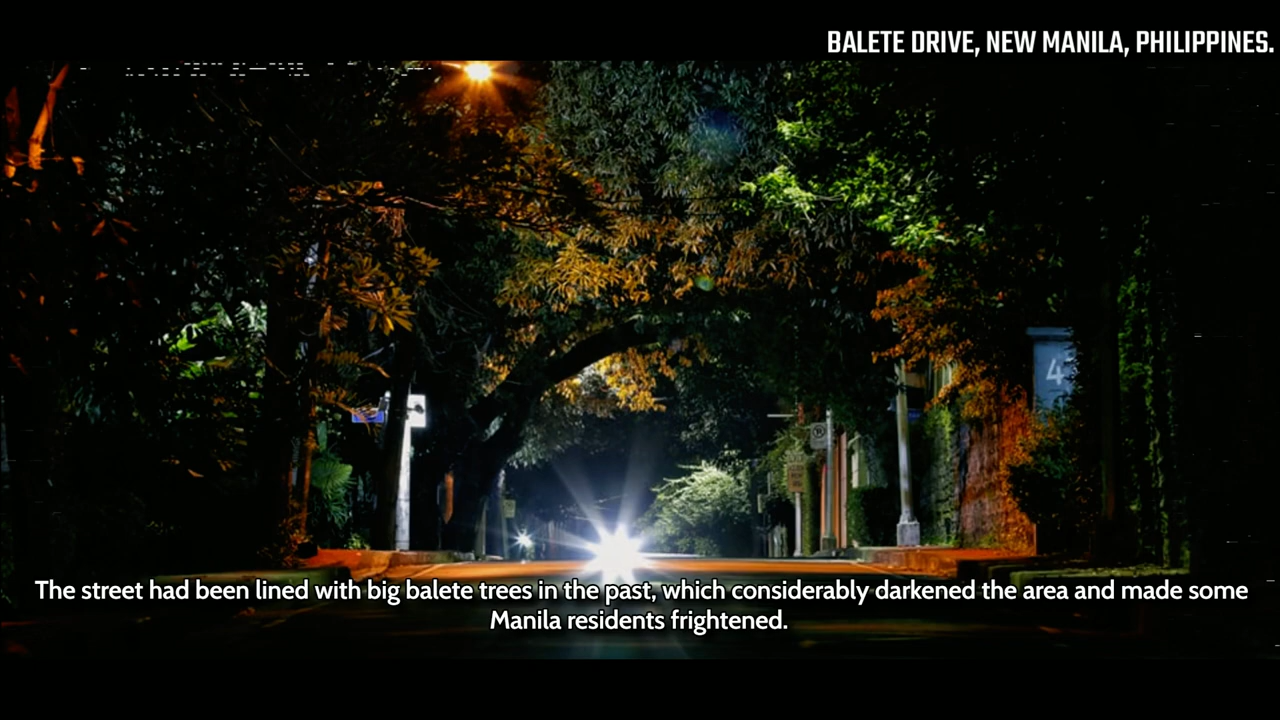 BALETE DRIVE, NEW MANILA, PHILIPPINES.
4
The street had been lined with big balete trees in the past, which considerably darkened the area and made some
Manila residents frightened.